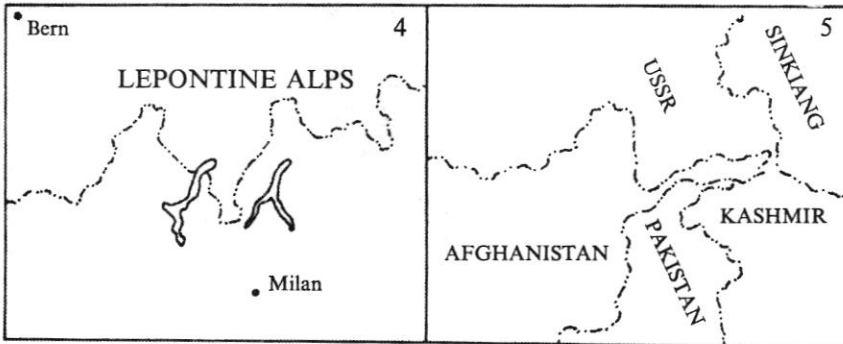 Bern
4
LEPONTINE ALPS
Milan
5
USSR
SINKIANG
KASHMIR
AFGHANISTAN
PAKISTAN